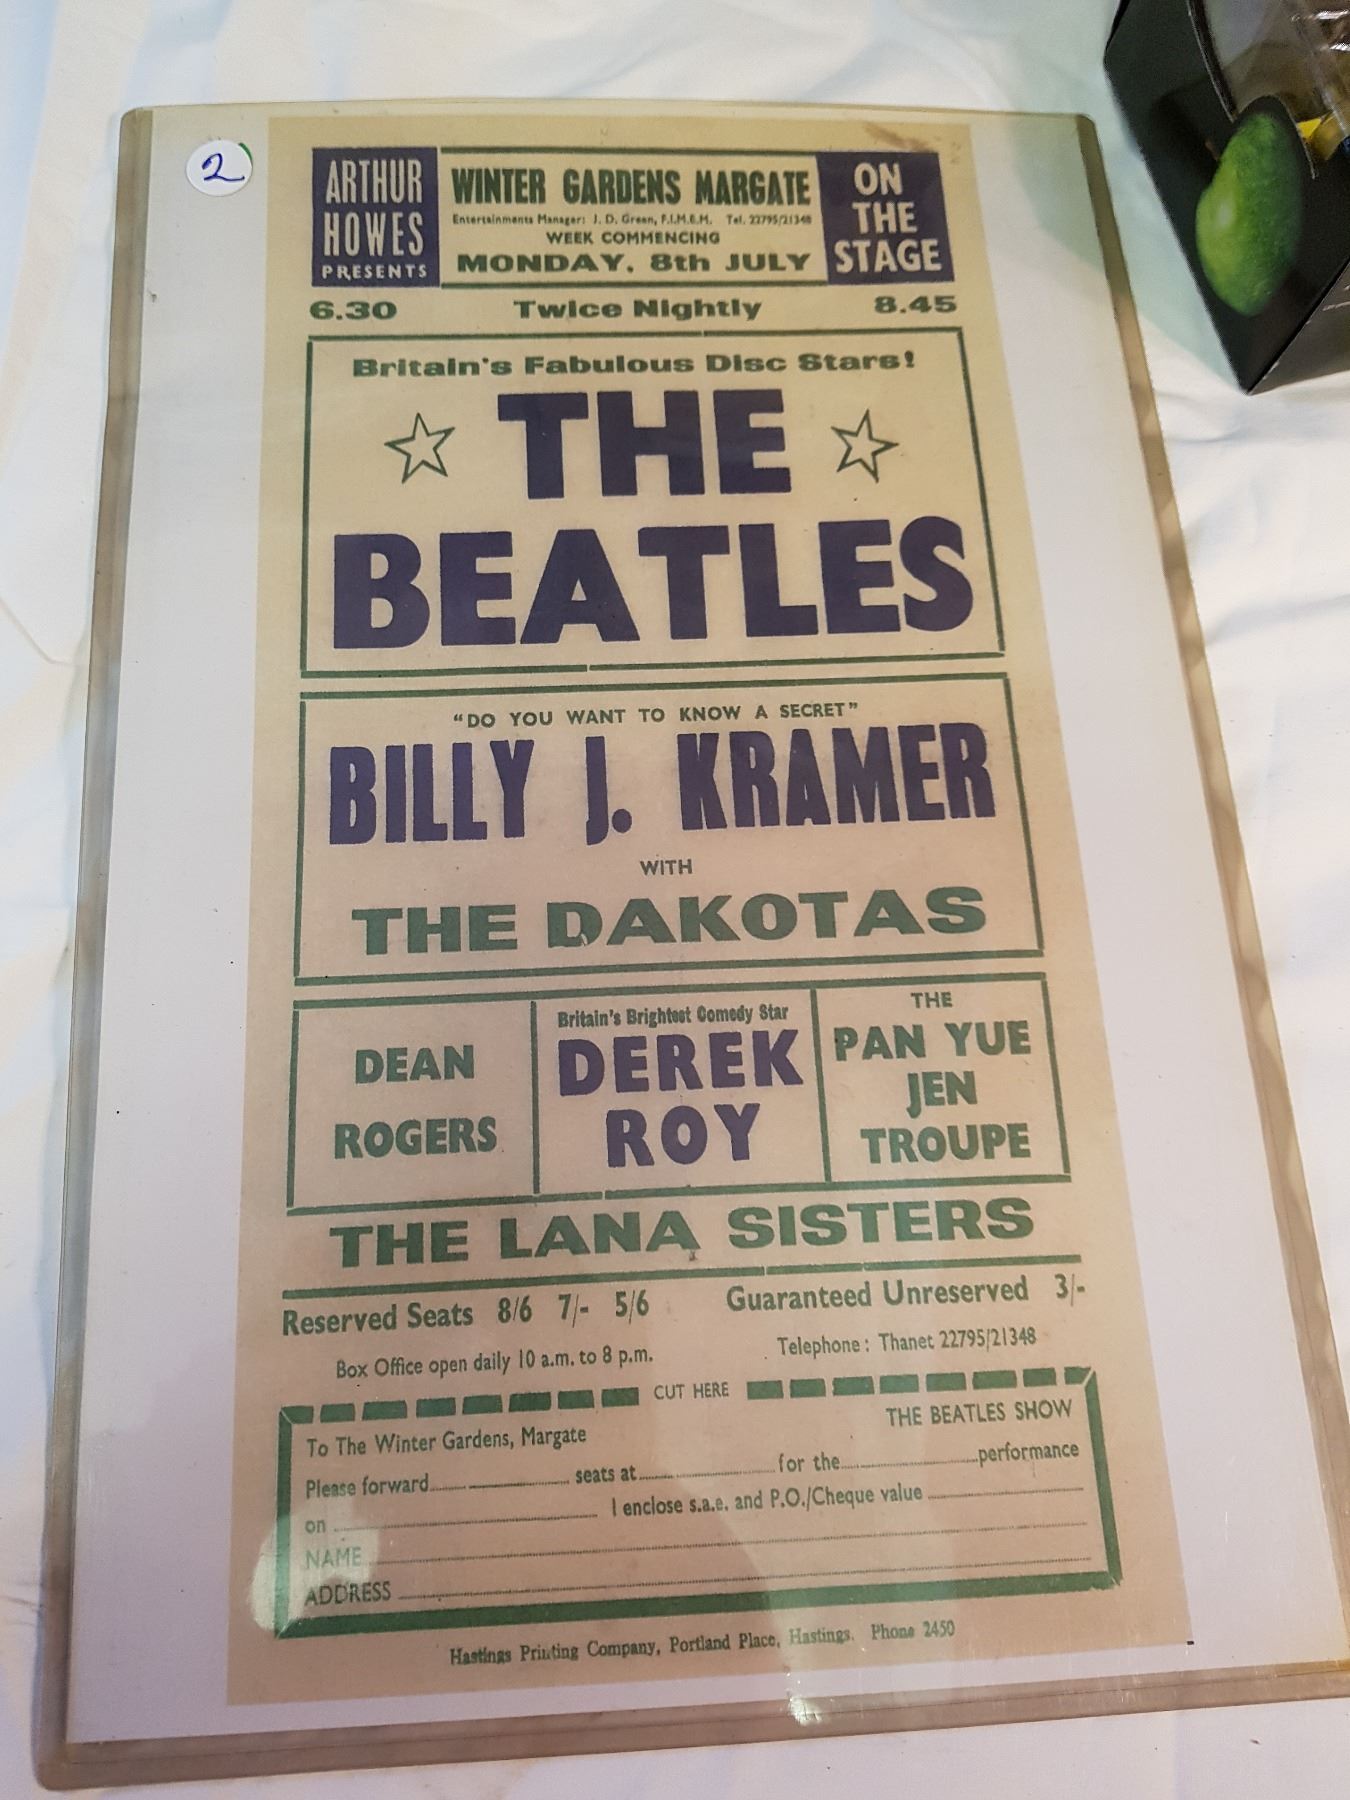 2
ARTHUR
HOWES
PRESENTS
WINTER GARDENS MARGATE
Entertainments Manager: J. D. Green, F.I.M.E.M. Tel. 22795/21348
WEEK COMMENCING
MONDAY, 8th JULY
ON
THE
STAGE
6.30 Twice Nightly 8.45
Britain's Fabulous Disc Stars!
THE
BEATLES
"DO YOU WANT TO KNOW A SECRET"
BILLY J. KRAMER
WITH
THE DAKOTAS
DEAN
ROGERS
Britain's Brightest Comedy Star
DEREK
ROY
THE
PAN YUE
JEN
TROUPE
THE LANA SISTERS
Reserved Seats 8/6 7/- 5/6 Guaranteed Unreserved 3/-
Box Office open daily 10 a.m. to 8 p.m. Telephone: Thanet 22795/21348
CUT HERE
THE BEATLES SHOW
To The Winter Gardens, Margate
Please forward seats at for the performance
on I enclose s.a.e. and P.O./Cheque value
NAME
ADDRESS
Hastings Printing Company, Portland Place, Hastings. Phone 2450